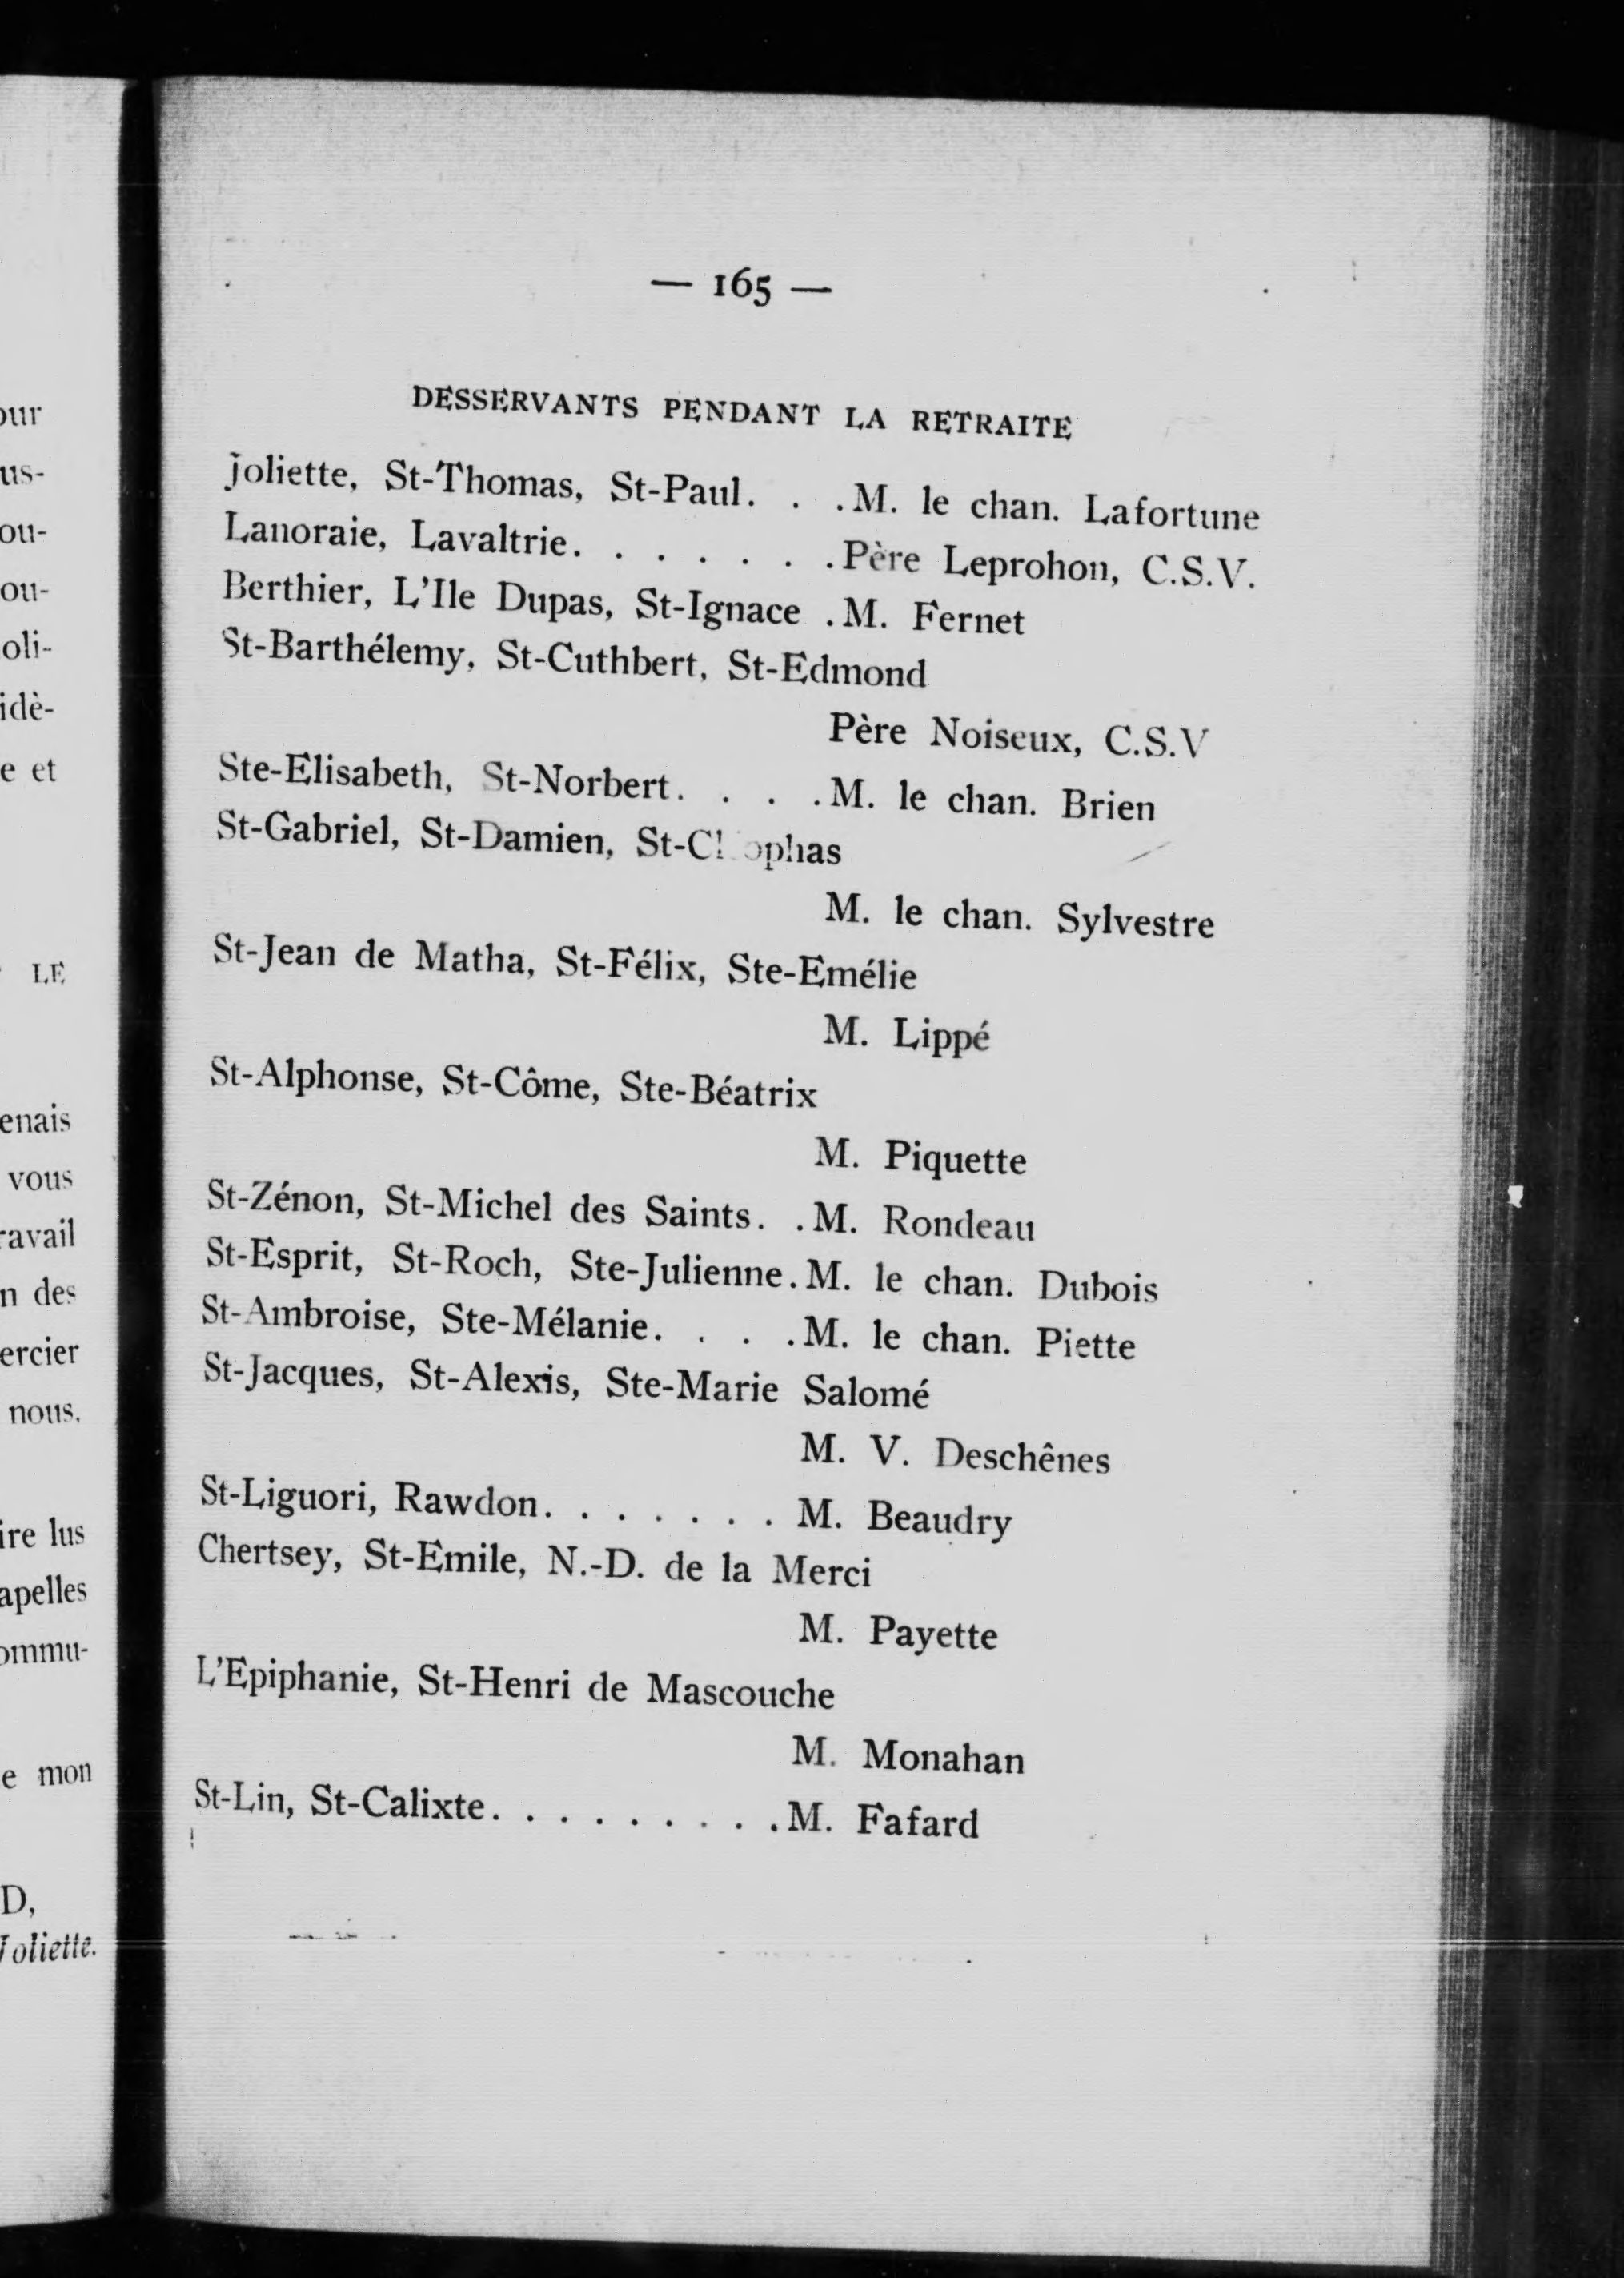 — 165 —
DESSERVANTS PENDANT LA RETRAITE
Joliette, St-Thomas, St-Paul. . .M. le chan. Lafortune
Lanoraie, Lavaltrie. . . . . . .Père Leprohon, C.S.V.
Berthier, L'Ile Dupas, St-Ignace .M. Fernet
St-Barthélemy, St-Cuthbert, St-Edmond
Père Noiseux, C.S.V
Ste-Elisabeth, St-Norbert. . . .M. le chan. Brien
St-Gabriel, St-Damien, St-Cléophas
M. le chan. Sylvestre
St-Jean de Matha, St-Félix, Ste-Emélie
M. Lippé
St-Alphonse, St-Côme, Ste-Béatrix
M. Piquette
St-Zénon, St-Michel des Saints. .M. Rondeau
St-Esprit, St-Roch, Ste-Julienne.M. le chan. Dubois
St-Ambroise, Ste-Mélanie. . . .M. le chan. Piette
St-Jacques, St-Alexis, Ste-Marie Salomé
M. V. Deschênes
St-Liguori, Rawdon. . . . . . . M. Beaudry
Chertsey, St-Emile, N.-D. de la Merci
M. Payette
L'Epiphanie, St-Henri de Mascouche
M. Monahan
St-Lin, St-Calixte. . . . . . . . .M. Fafard